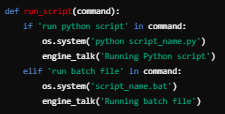 def run_script(command):
    if 'run python script' in command:
        os.system('python script_name.py')
        engine_talk('Running Python script')
    elif 'run batch file' in command:
        os.system('script_name.bat')
        engine_talk('Running batch file')